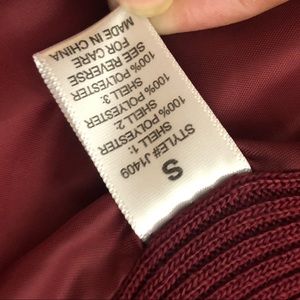 S
STYLE# J1409
SHELL 1:
100% POLYESTER
SHELL 2:
100% POLYESTER
SHELL 3:
100% POLYESTER
SEE REVERSE
FOR CARE
MADE IN CHINA